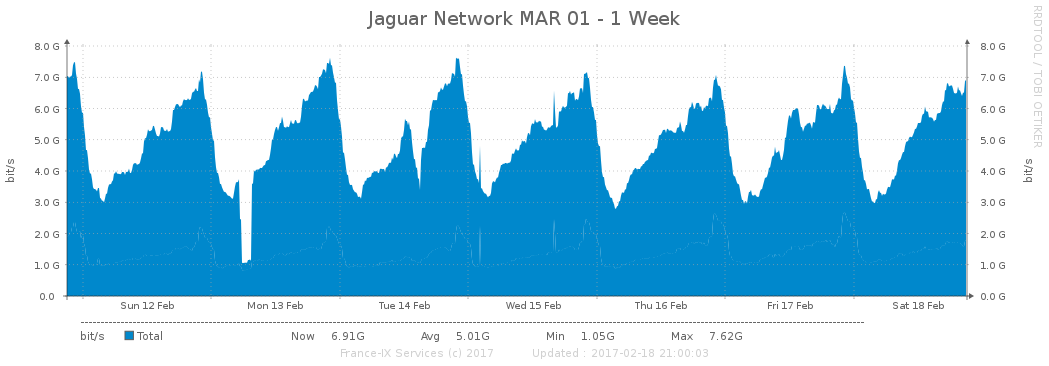 Jaguar Network MAR 01 - 1 Week
RRDTOOL / TOBI OETIKER
bit/s
bit/s
8.0 G 8.0 G
7.0 G 7.0 G
6.0 G 6.0 G
5.0 G 5.0 G
4.0 G 4.0 G
3.0 G 3.0 G
2.0 G 2.0 G
1.0 G 1.0 G
0.0 0.0 G
Sun 12 Feb Mon 13 Feb Tue 14 Feb Wed 15 Feb Thu 16 Feb Fri 17 Feb Sat 18 Feb
bit/s Total Now 6.91G Avg 5.01G Min 1.05G Max 7.62G
France-IX Services (c) 2017 Updated : 2017-02-18 21:00:03